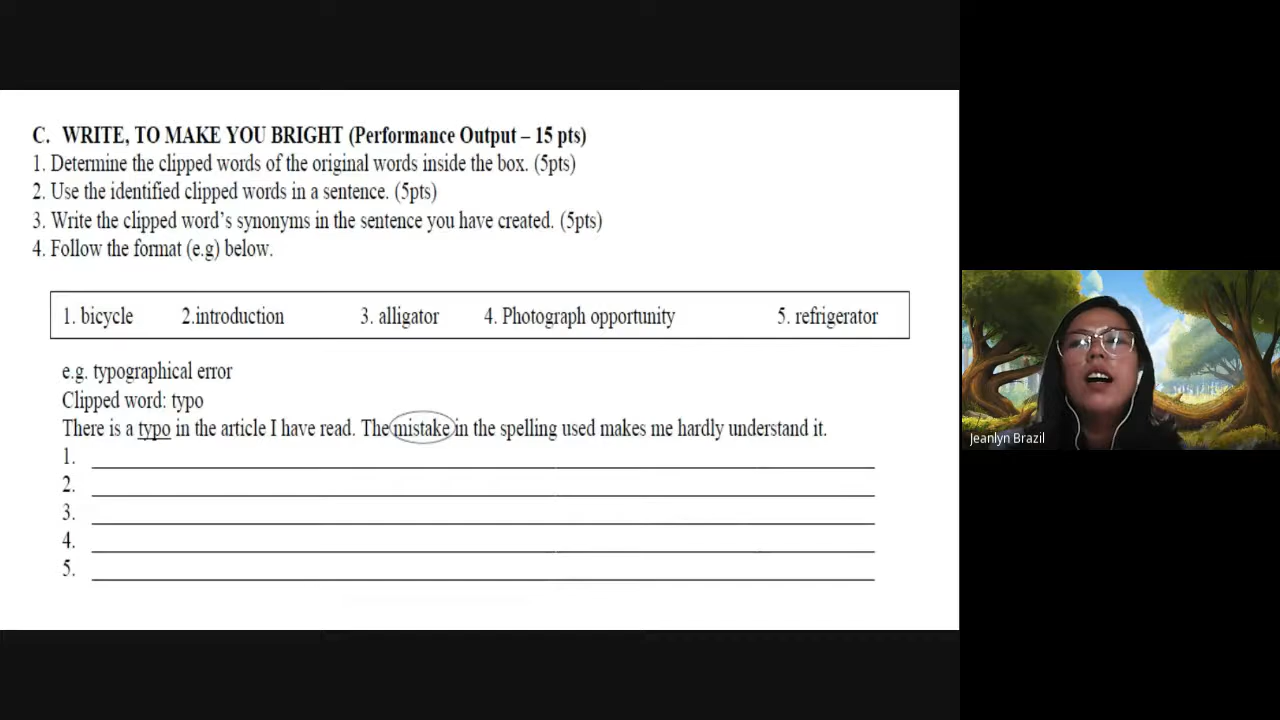 C. WRITE, TO MAKE YOU BRIGHT (Performance Output – 15 pts)
1. Determine the clipped words of the original words inside the box. (5pts)
2. Use the identified clipped words in a sentence. (5pts)
3. Write the clipped word's synonyms in the sentence you have created. (5pts)
4. Follow the format (e.g) below.
1. bicycle 2.introduction 3. alligator 4. Photograph opportunity 5. refrigerator
e.g. typographical error
Clipped word: typo
There is a typo in the article I have read. The mistake in the spelling used makes me hardly understand it.
1.
2.
3.
4.
5.
Jeanlyn Brazil